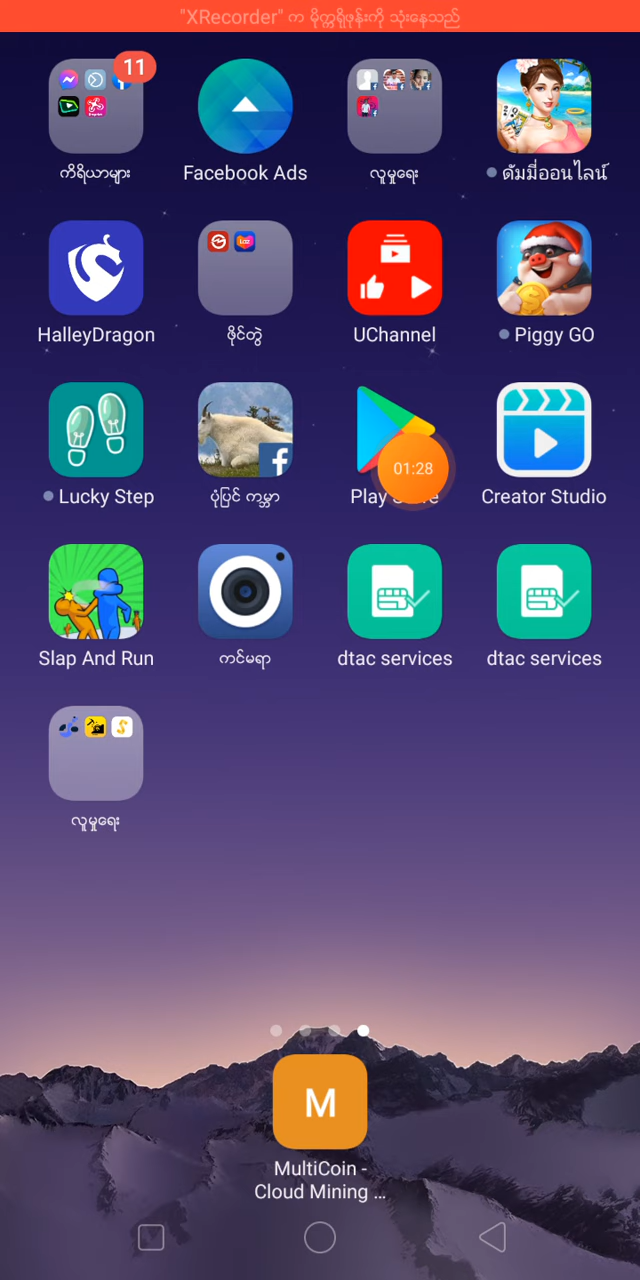 "XRecorder" က မိုက္ကရိုဖုန်းကို သုံးနေသည်
11
ကိရိယာများ
Facebook Ads
လူမှုရေး
ดัมมี่ออนไลน์
HalleyDragon
ဖိုင်တွဲ
UChannel
Piggy GO
Lucky Step
ပုံပြင် ကမ္ဘာ
Play
01:28
Creator Studio
Slap And Run
ကင်မရာ
dtac services
dtac services
လူမှုရေး
M
MultiCoin -
Cloud Mining ...